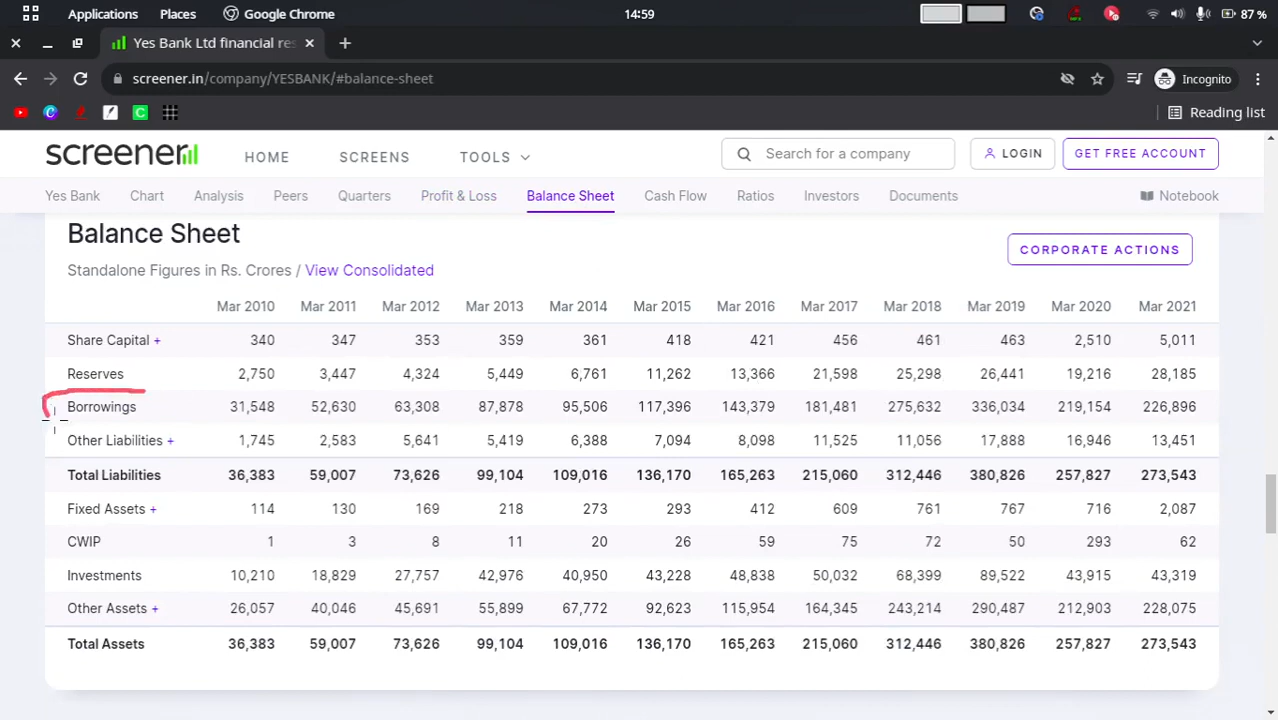 Applications Places Google Chrome 14:59 87 %
Yes Bank Ltd financial res
screener.in/company/YESBANK/#balance-sheet Incognito
Reading list
screener HOME SCREENS TOOLS Search for a company LOGIN GET FREE ACCOUNT
Yes Bank Chart Analysis Peers Quarters Profit & Loss Balance Sheet Cash Flow Ratios Investors Documents Notebook
Balance Sheet
CORPORATE ACTIONS
Standalone Figures in Rs. Crores / View Consolidated
Mar 2010 Mar 2011 Mar 2012 Mar 2013 Mar 2014 Mar 2015 Mar 2016 Mar 2017 Mar 2018 Mar 2019 Mar 2020 Mar 2021
Share Capital + 340 347 353 359 361 418 421 456 461 463 2,510 5,011
Reserves 2,750 3,447 4,324 5,449 6,761 11,262 13,366 21,598 25,298 26,441 19,216 28,185
Borrowings 31,548 52,630 63,308 87,878 95,506 117,396 143,379 181,481 275,632 336,034 219,154 226,896
Other Liabilities + 1,745 2,583 5,641 5,419 6,388 7,094 8,098 11,525 11,056 17,888 16,946 13,451
Total Liabilities 36,383 59,007 73,626 99,104 109,016 136,170 165,263 215,060 312,446 380,826 257,827 273,543
Fixed Assets + 114 130 169 218 273 293 412 609 761 767 716 2,087
CWIP 1 3 8 11 20 26 59 75 72 50 293 62
Investments 10,210 18,829 27,757 42,976 40,950 43,228 48,838 50,032 68,399 89,522 43,915 43,319
Other Assets + 26,057 40,046 45,691 55,899 67,772 92,623 115,954 164,345 243,214 290,487 212,903 228,075
Total Assets 36,383 59,007 73,626 99,104 109,016 136,170 165,263 215,060 312,446 380,826 257,827 273,543